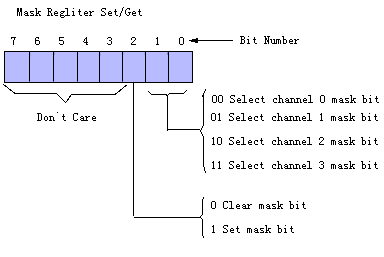 Mask Regliter Set/Get
7 6 5 4 3 2 1 0 Bit Number
Don't Care
00 Select channel 0 mask bit
01 Select channel 1 mask bit
10 Select channel 2 mask bit
11 Select channel 3 mask bit
0 Clear mask bit
1 Set mask bit